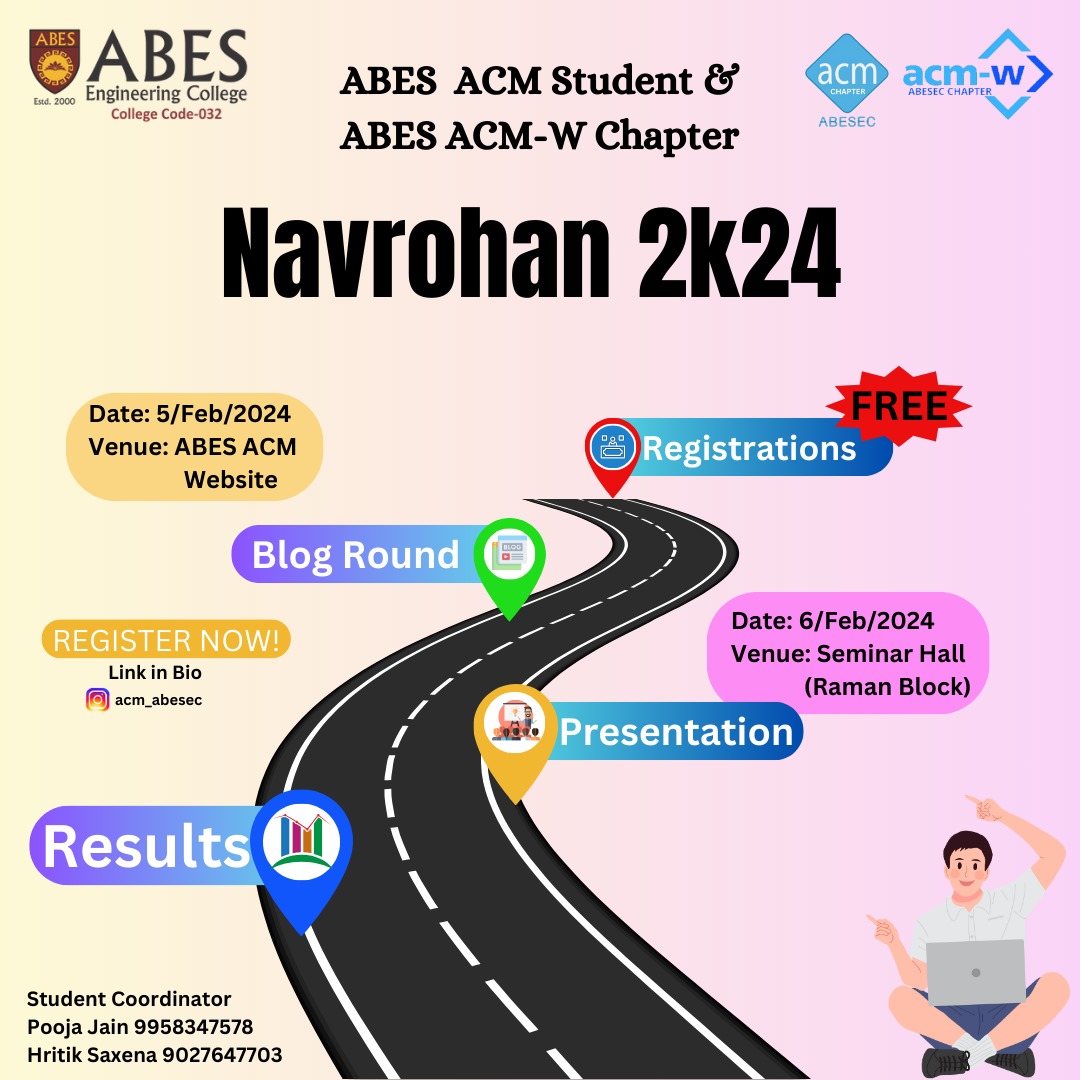 ABES
ABES
Engineering College
Estd. 2000
College Code-032
ABES ACM Student &
ABES ACM-W Chapter
acm
CHAPTER
ABESEC
acm-w
ABESEC CHAPTER
Navrohan 2k24
Date: 5/Feb/2024
Venue: ABES ACM
Website
FREE
Registrations
Blog Round
BLOG
Date: 6/Feb/2024
Venue: Seminar Hall
(Raman Block)
REGISTER NOW!
Link in Bio
acm_abesec
Presentation
Results
Student Coordinator
Pooja Jain 9958347578
Hritik Saxena 9027647703